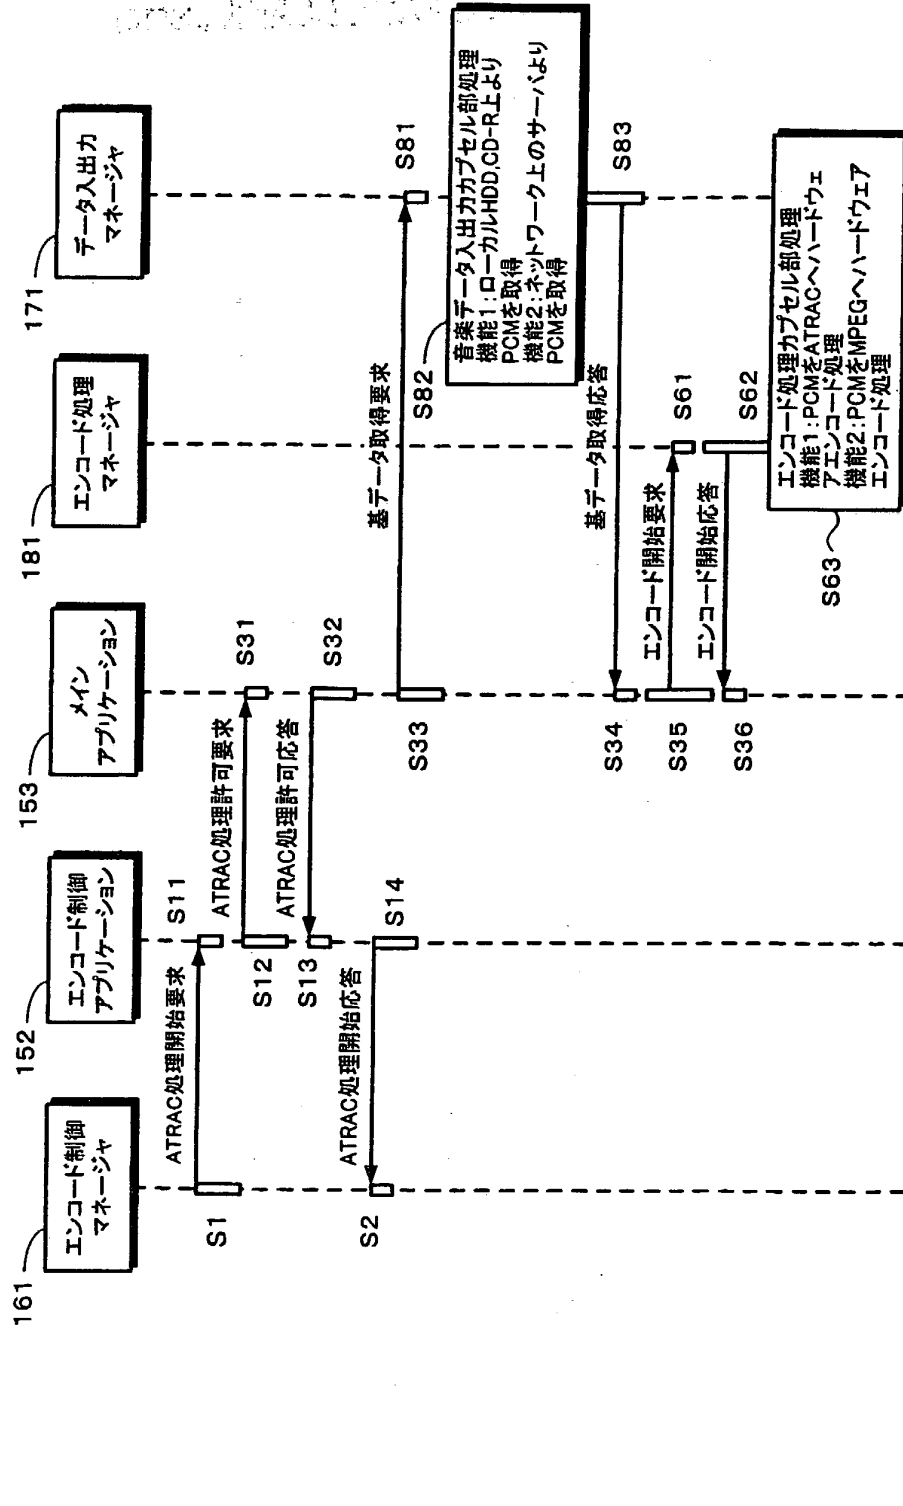 161
エンコード制御
マネージャ
152
エンコード制御
アプリケーション
153
メイン
アプリケーション
181
エンコード処理
マネージャ
171
データ入出力
マネージャ
S1
ATRAC処理開始要求
S11
S12
ATRAC処理許可要求
S31
S13
ATRAC処理許可応答
S32
S2
ATRAC処理開始応答
S14
S33
基データ取得要求
S81
S82
音楽データ入出力カプセル部処理
機能1:ローカルHDD,CD-R上より
PCMを取得
機能2:ネットワーク上のサーバより
PCMを取得
S34
基データ取得応答
S83
S35
エンコード開始要求
S61
S36
エンコード開始応答
S62
S63
エンコード処理カプセル部処理
機能1:PCMをATRACへハードウェ
アエンコード処理
機能2:PCMをMPEGへハードウェア
エンコード処理